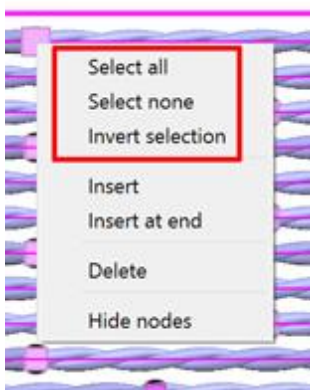 Select all
Select none
Invert selection
Insert
Insert at end
Delete
Hide nodes